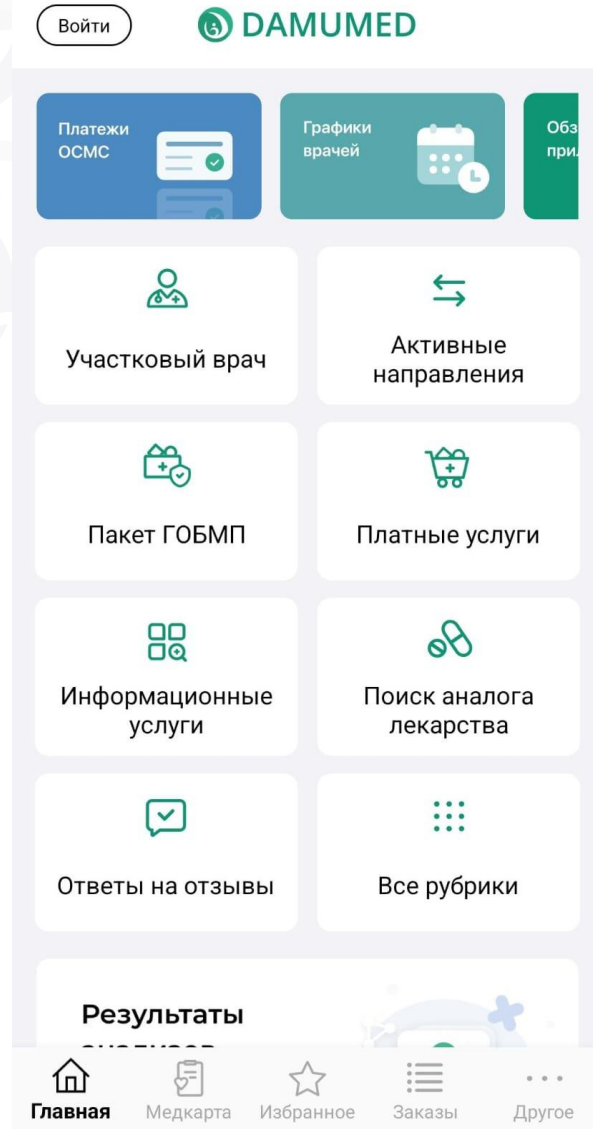 Войти
DAMUMED
Платежи
ОСМС
Графики
врачей
Участковый врач
Активные
направления
Пакет ГОБМП
Платные услуги
Информационные
услуги
Поиск аналога
лекарства
Ответы на отзывы
Все рубрики
Результаты
Главная
Медкарта
Избранное
Заказы
Другое